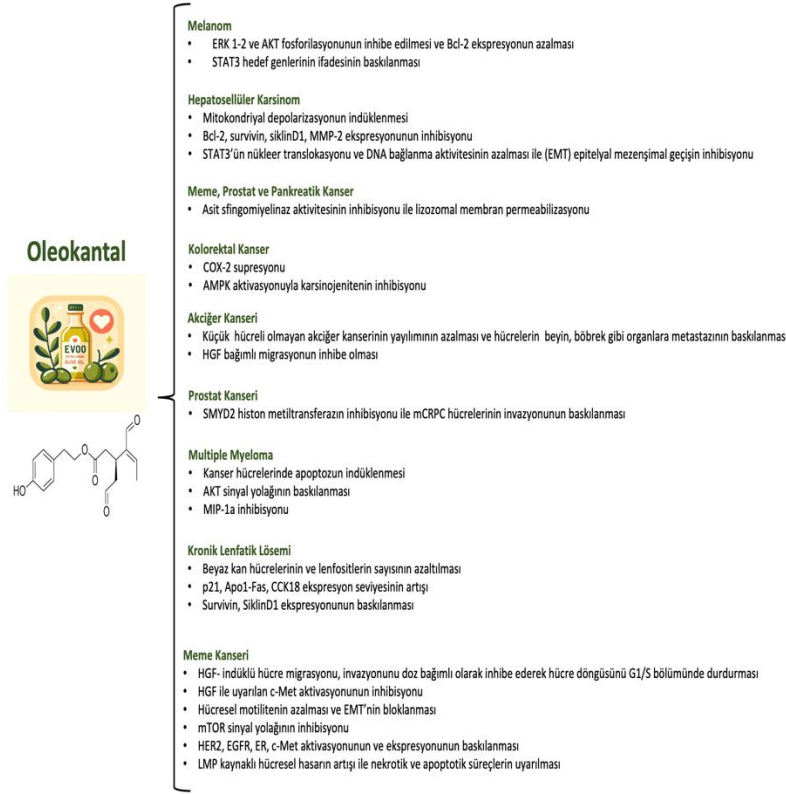 Oleokantal
EVOO
OLIVE OIL
HO
O
O
O
O
Melanom
• ERK 1-2 ve AKT fosforilasyonunun inhibe edilmesi ve Bcl-2 ekspresyonun azalması
• STAT3 hedef genlerinin ifadesinin baskılanması
Hepatosellüler Karsinom
• Mitokondriyal depolarizasyonun indüklenmesi
• Bcl-2, survivin, siklinD1, MMP-2 ekspresyonunun inhibisyonu
• STAT3'ün nükleer translokasyonu ve DNA bağlanma aktivitesinin azalması ile (EMT) epitelyal mezenşimal geçişin inhibisyonu
Meme, Prostat ve Pankreatik Kanser
• Asit sfingomiyelinaz aktivitesinin inhibisyonu ile lizozomal membran permeabilizasyonu
Kolorektal Kanser
• COX-2 supresyonu
• AMPK aktivasyonuyla karsinojenitenin inhibisyonu
Akciğer Kanseri
• Küçük hücreli olmayan akciğer kanserinin yayılımının azalması ve hücrelerin beyin, böbrek gibi organlara metastazının baskılanmas
• HGF bağımlı migrasyonun inhibe olması
Prostat Kanseri
• SMYD2 histon metiltransferazın inhibisyonu ile mCRPC hücrelerinin invazyonunun baskılanması
Multiple Myeloma
• Kanser hücrelerinde apoptozun indüklenmesi
• AKT sinyal yolağının baskılanması
• MIP-1a inhibisyonu
Kronik Lenfatik Lösemi
• Beyaz kan hücrelerinin ve lenfositlerin sayısının azaltılması
• p21, Apo1-Fas, CCK18 ekspresyon seviyesinin artışı
• Survivin, SiklinD1 ekspresyonunun baskılanması
Meme Kanseri
• HGF- indüklü hücre migrasyonu, invazyonunu doz bağımlı olarak inhibe ederek hücre döngüsünü G1/S bölümünde durdurması
• HGF ile uyarılan c-Met aktivasyonunun inhibisyonu
• Hücresel motilitenin azalması ve EMT'nin bloklanması
• mTOR sinyal yolağının inhibisyonu
• HER2, EGFR, ER, c-Met aktivasyonunun ve ekspresyonunun baskılanması
• LMP kaynaklı hücresel hasarın artışı ile nekrotik ve apoptotik süreçlerin uyarılması